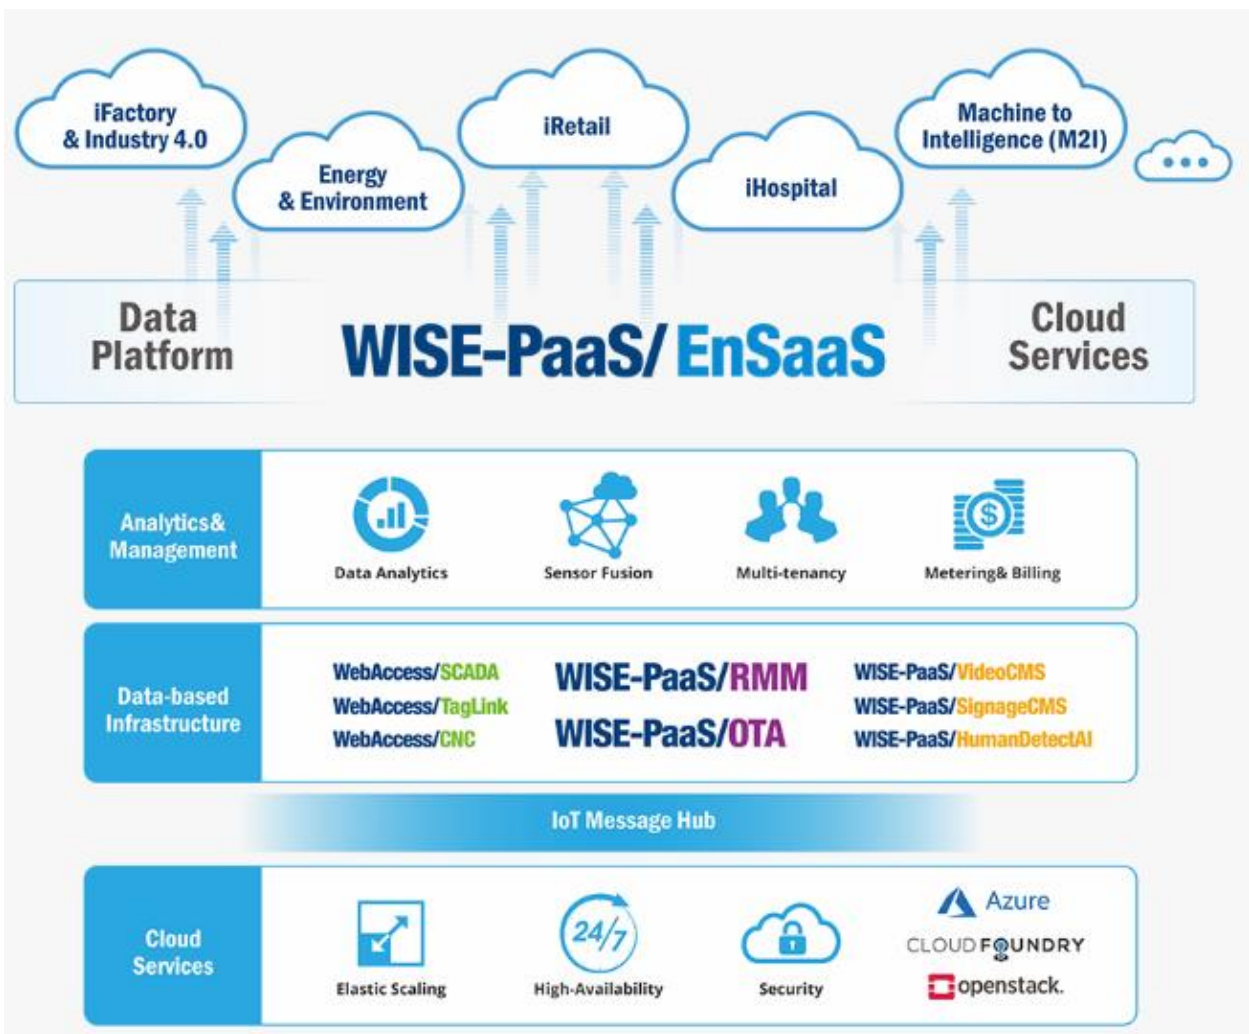 iFactory
& Industry 4.0
Energy
& Environment
iRetail
iHospital
Machine to
Intelligence (M2I)
Data
Platform
WISE-PaaS/EnSaaS
Cloud
Services
Analytics&
Management
Data Analytics
Sensor Fusion
Multi-tenancy
Metering& Billing
Data-based
Infrastructure
WebAccess/SCADA
WebAccess/TagLink
WebAccess/CNC
WISE-PaaS/RMM
WISE-PaaS/OTA
WISE-PaaS/VideoCMS
WISE-PaaS/SignageCMS
WISE-PaaS/HumanDetectAI
IoT Message Hub
Cloud
Services
Elastic Scaling
24/7
High-Availability
Security
Azure
CLOUD FOUNDRY
openstack.